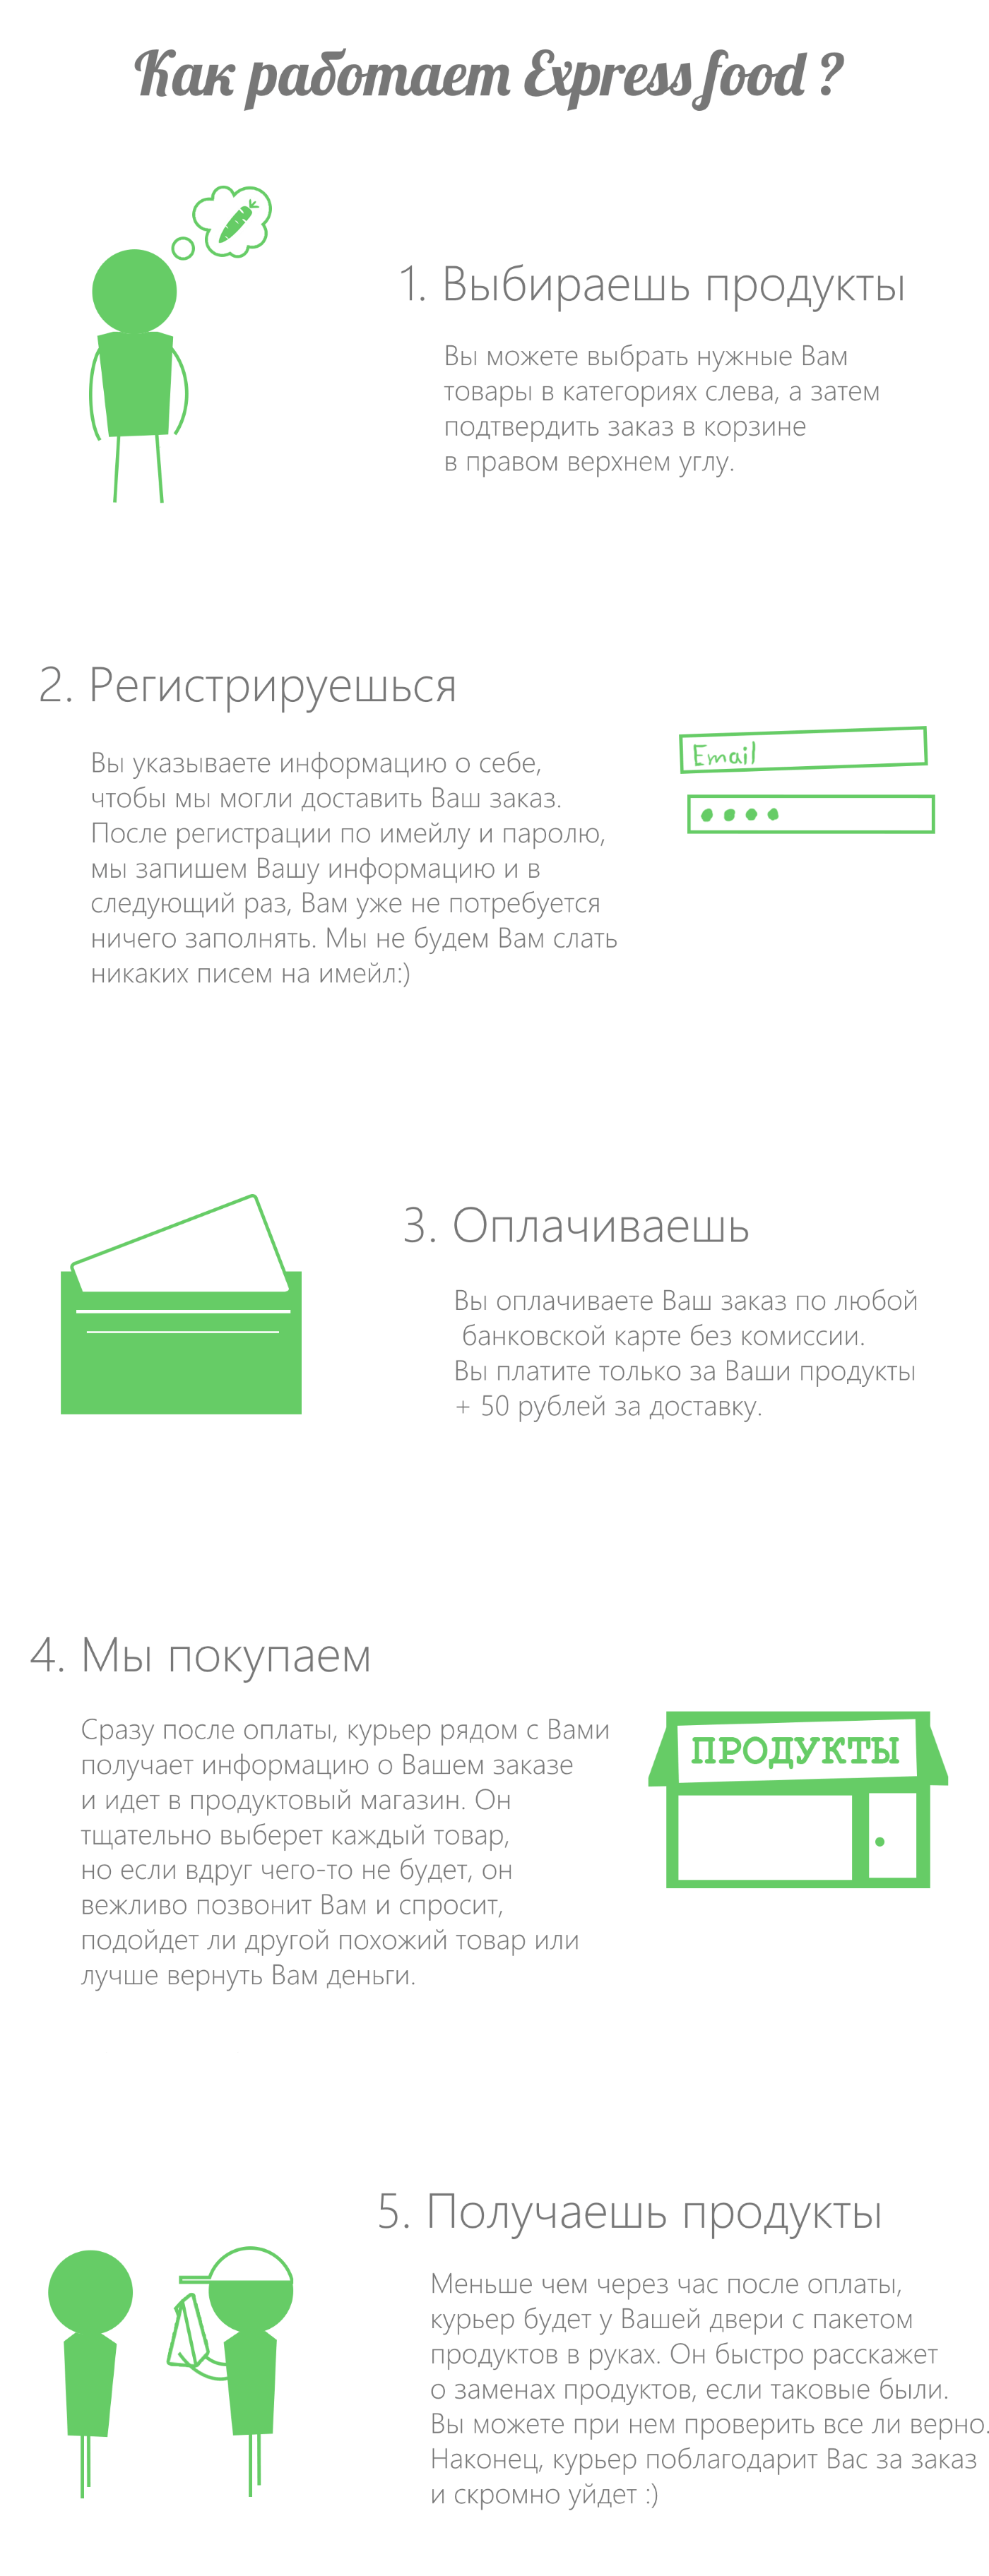 Как работает Express food ?
1. Выбираешь продукты
Вы можете выбрать нужные Вам
товары в категориях слева, а затем
подтвердить заказ в корзине
в правом верхнем углу.
2. Регистрируешься
Вы указываете информацию о себе,
чтобы мы могли доставить Ваш заказ.
После регистрации по имейлу и паролю,
мы запишем Вашу информацию и в
следующий раз, Вам уже не потребуется
ничего заполнять. Мы не будем Вам слать
никаких писем на имейл:)
Email
3. Оплачиваешь
Вы оплачиваете Ваш заказ по любой
банковской карте без комиссии.
Вы платите только за Ваши продукты
+ 50 рублей за доставку.
4. Мы покупаем
Сразу после оплаты, курьер рядом с Вами
получает информацию о Вашем заказе
и идет в продуктовый магазин. Он
тщательно выберет каждый товар,
но если вдруг чего-то не будет, он
вежливо позвонит Вам и спросит,
подойдет ли другой похожий товар или
лучше вернуть Вам деньги.
ПРОДУКТЫ
5. Получаешь продукты
Меньше чем через час после оплаты,
курьер будет у Вашей двери с пакетом
продуктов в руках. Он быстро расскажет
о заменах продуктов, если таковые были.
Вы можете при нем проверить все ли верно.
Наконец, курьер поблагодарит Вас за заказ
и скромно уйдет :)